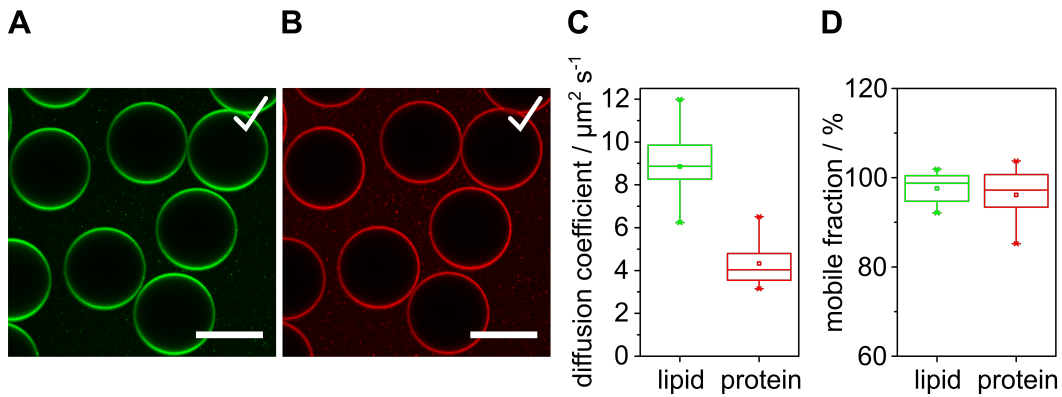 A
B
C
D
diffusion coefficient / µm² s⁻¹
12
10
8
6
4
2
0
lipid protein
mobile fraction / %
100
80
60
lipid protein